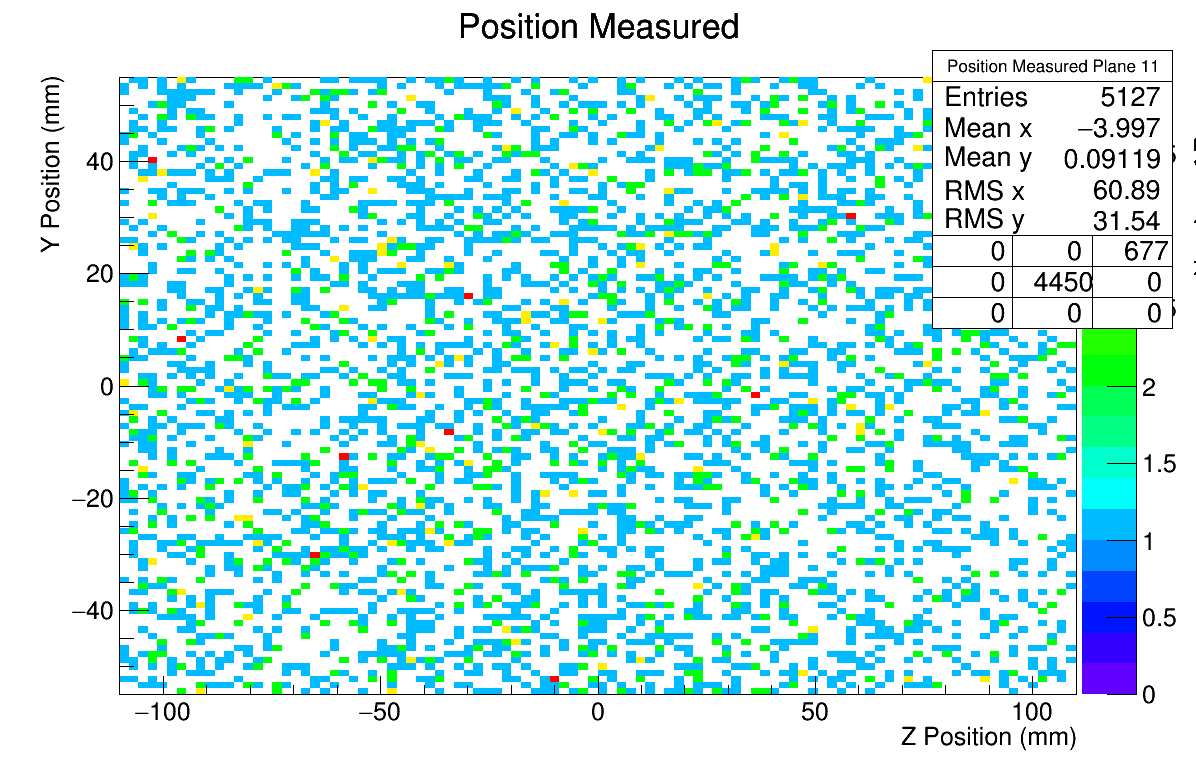 Position Measured
Position Measured Plane 11
Entries 5127
Mean x −3.997
Mean y 0.09119
RMS x 60.89
RMS y 31.54
0 0 677
0 4450 0
0 0 0
Y Position (mm)
40
20
0
−20
−40
−100 −50 0 50 100
Z Position (mm)
2
1.5
1
0.5
0